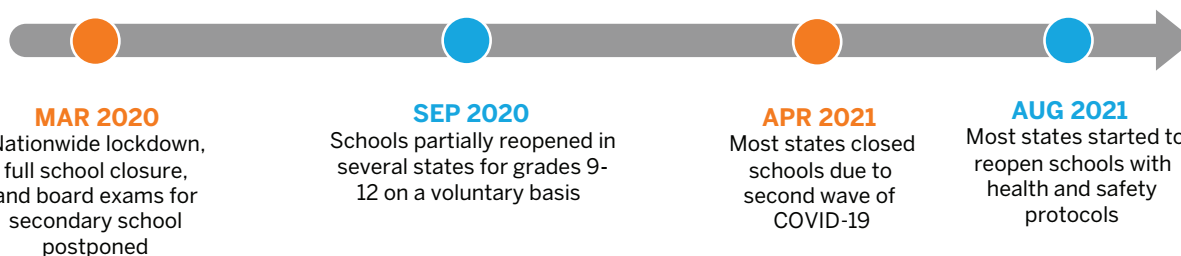 MAR 2020
Nationwide lockdown,
full school closure,
and board exams for
secondary school
postponed
SEP 2020
Schools partially reopened in
several states for grades 9-
12 on a voluntary basis
APR 2021
Most states closed
schools due to
second wave of
COVID-19
AUG 2021
Most states started to
reopen schools with
health and safety
protocols